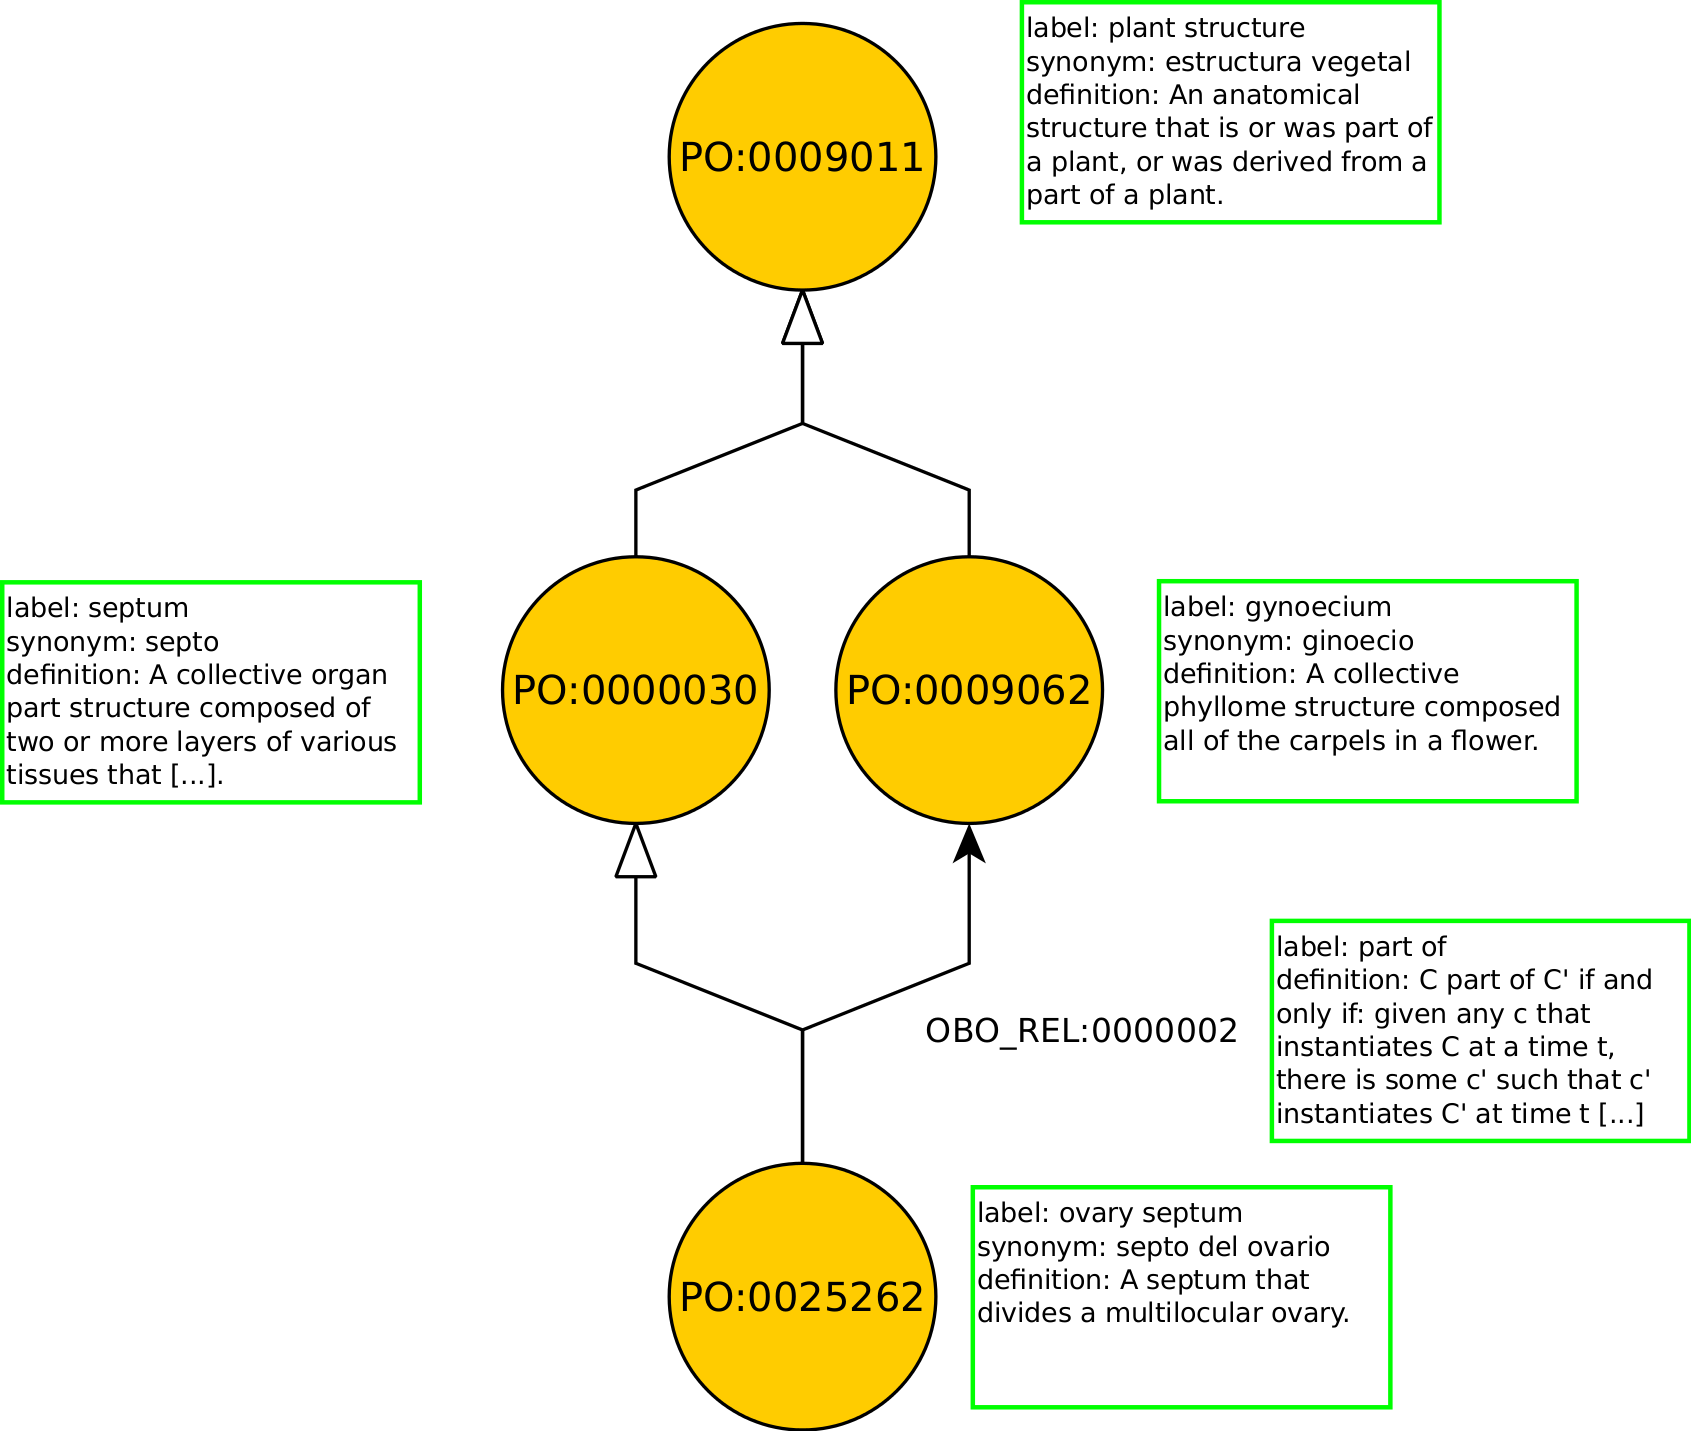 label: plant structure
synonym: estructura vegetal
definition: An anatomical
structure that is or was part of
a plant, or was derived from a
part of a plant.
PO:0009011
label: septum
synonym: septo
definition: A collective organ
part structure composed of
two or more layers of various
tissues that [...].
PO:0000030
PO:0009062
label: gynoecium
synonym: ginoecio
definition: A collective
phyllome structure composed
all of the carpels in a flower.
OBO_REL:0000002
label: part of
definition: C part of C' if and
only if: given any c that
instantiates C at a time t,
there is some c' such that c'
instantiates C' at time t [...]
PO:0025262
label: ovary septum
synonym: septo del ovario
definition: A septum that
divides a multilocular ovary.